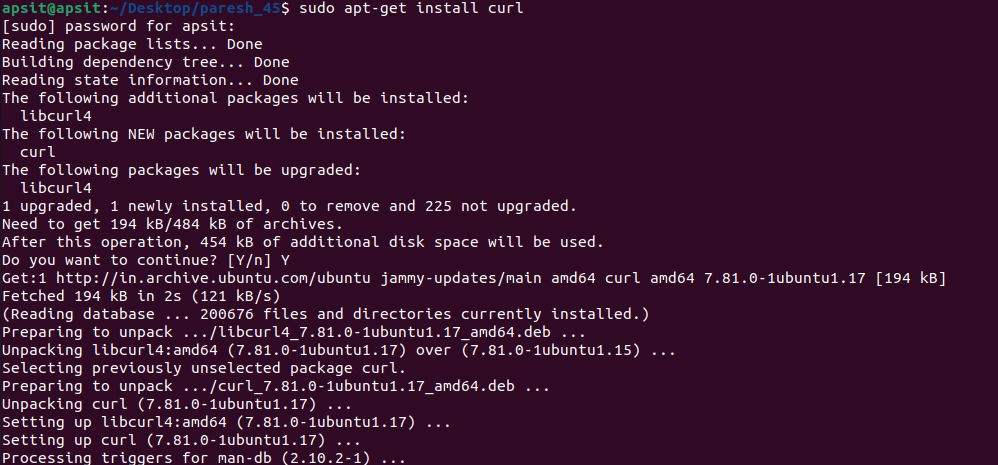 apsit@apsit:~/Desktop/paresh_45$ sudo apt-get install curl
[sudo] password for apsit:
Reading package lists... Done
Building dependency tree... Done
Reading state information... Done
The following additional packages will be installed:
  libcurl4
The following NEW packages will be installed:
  curl
The following packages will be upgraded:
  libcurl4
1 upgraded, 1 newly installed, 0 to remove and 225 not upgraded.
Need to get 194 kB/484 kB of archives.
After this operation, 454 kB of additional disk space will be used.
Do you want to continue? [Y/n] Y
Get:1 http://in.archive.ubuntu.com/ubuntu jammy-updates/main amd64 curl amd64 7.81.0-1ubuntu1.17 [194 kB]
Fetched 194 kB in 2s (121 kB/s)
(Reading database ... 200676 files and directories currently installed.)
Preparing to unpack .../libcurl4_7.81.0-1ubuntu1.17_amd64.deb ...
Unpacking libcurl4:amd64 (7.81.0-1ubuntu1.17) over (7.81.0-1ubuntu1.15) ...
Selecting previously unselected package curl.
Preparing to unpack .../curl_7.81.0-1ubuntu1.17_amd64.deb ...
Unpacking curl (7.81.0-1ubuntu1.17) ...
Setting up libcurl4:amd64 (7.81.0-1ubuntu1.17) ...
Setting up curl (7.81.0-1ubuntu1.17) ...
Processing triggers for man-db (2.10.2-1) ...